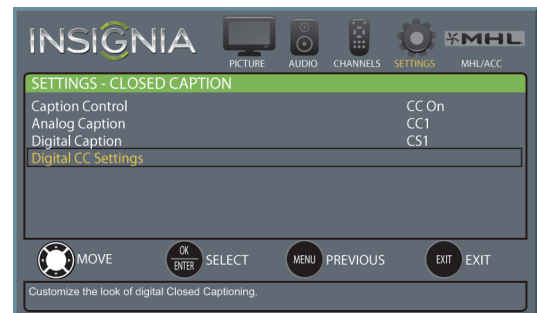 INSIGNIA
MHL
PICTURE AUDIO CHANNELS SETTINGS MHL/ACC
SETTINGS - CLOSED CAPTION
Caption Control CC On
Analog Caption CC1
Digital Caption CS1
Digital CC Settings
MOVE OK ENTER SELECT MENU PREVIOUS EXIT EXIT
Customize the look of digital Closed Captioning.